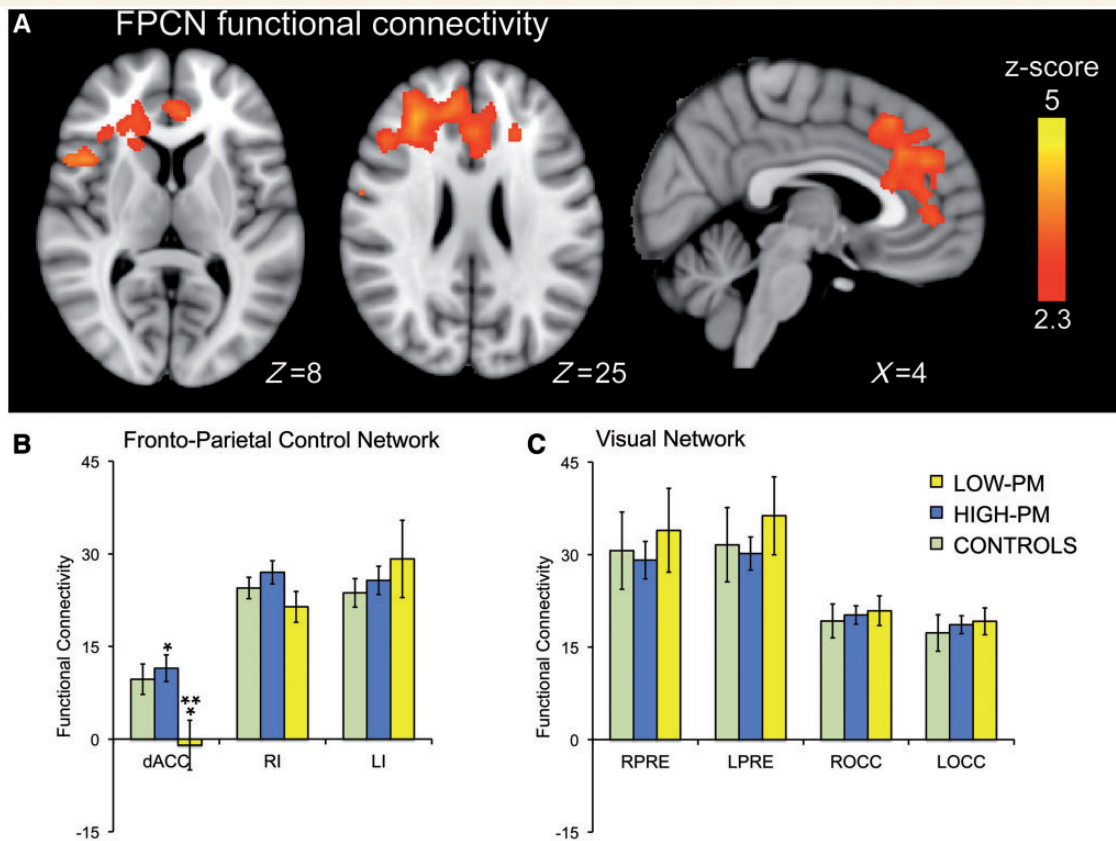 A
FPCN functional connectivity
z-score
5
2.3
Z=8
Z=25
X=4
B
Fronto-Parietal Control Network
45
30
15
0
-15
Functional Connectivity
*
**
*
dACC
RI
LI
C
Visual Network
45
30
15
0
-15
Functional Connectivity
RPRE
LPRE
ROCC
LOCC
LOW-PM
HIGH-PM
CONTROLS